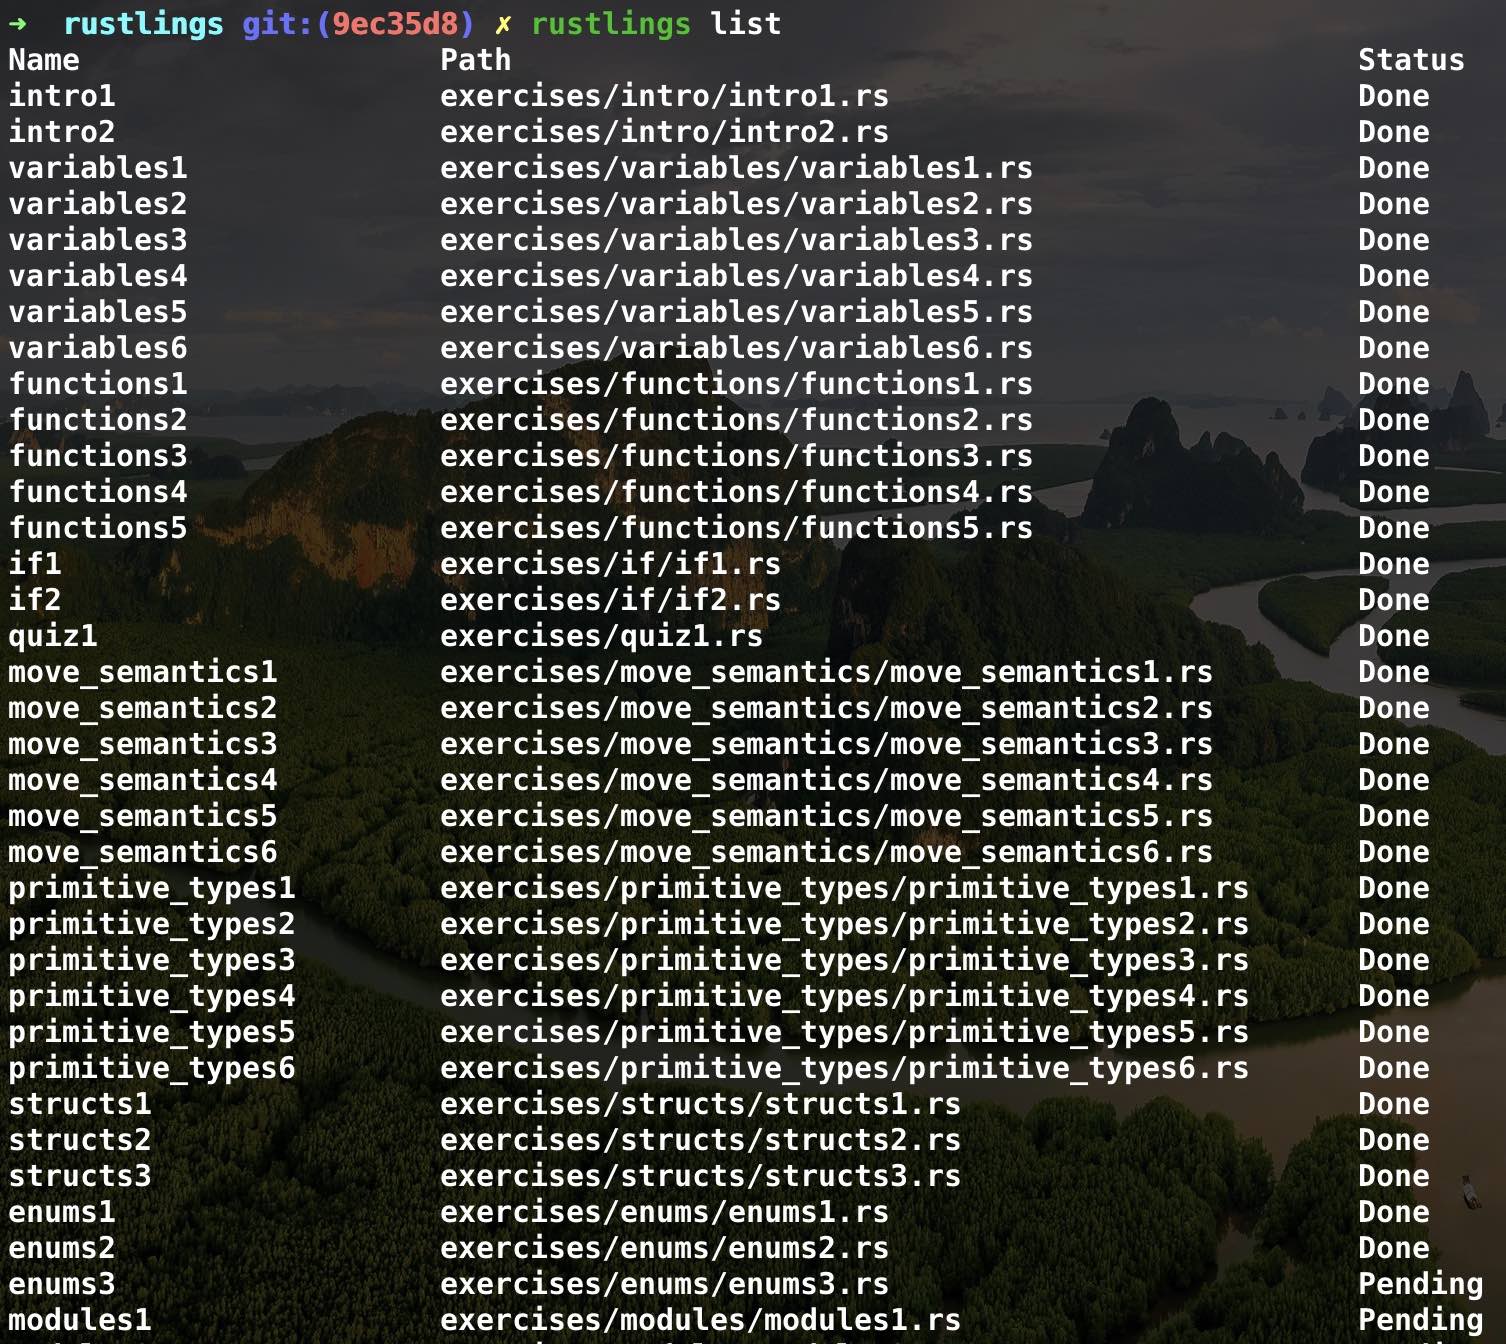 ➜  rustlings git:(9ec35d8) ✗ rustlings list
Name                    Path                                               Status
intro1                  exercises/intro/intro1.rs                          Done
intro2                  exercises/intro/intro2.rs                          Done
variables1              exercises/variables/variables1.rs                  Done
variables2              exercises/variables/variables2.rs                  Done
variables3              exercises/variables/variables3.rs                  Done
variables4              exercises/variables/variables4.rs                  Done
variables5              exercises/variables/variables5.rs                  Done
variables6              exercises/variables/variables6.rs                  Done
functions1              exercises/functions/functions1.rs                  Done
functions2              exercises/functions/functions2.rs                  Done
functions3              exercises/functions/functions3.rs                  Done
functions4              exercises/functions/functions4.rs                  Done
functions5              exercises/functions/functions5.rs                  Done
if1                     exercises/if/if1.rs                                Done
if2                     exercises/if/if2.rs                                Done
quiz1                   exercises/quiz1.rs                                 Done
move_semantics1         exercises/move_semantics/move_semantics1.rs        Done
move_semantics2         exercises/move_semantics/move_semantics2.rs        Done
move_semantics3         exercises/move_semantics/move_semantics3.rs        Done
move_semantics4         exercises/move_semantics/move_semantics4.rs        Done
move_semantics5         exercises/move_semantics/move_semantics5.rs        Done
move_semantics6         exercises/move_semantics/move_semantics6.rs        Done
primitive_types1        exercises/primitive_types/primitive_types1.rs      Done
primitive_types2        exercises/primitive_types/primitive_types2.rs      Done
primitive_types3        exercises/primitive_types/primitive_types3.rs      Done
primitive_types4        exercises/primitive_types/primitive_types4.rs      Done
primitive_types5        exercises/primitive_types/primitive_types5.rs      Done
primitive_types6        exercises/primitive_types/primitive_types6.rs      Done
structs1                exercises/structs/structs1.rs                      Done
structs2                exercises/structs/structs2.rs                      Done
structs3                exercises/structs/structs3.rs                      Done
enums1                  exercises/enums/enums1.rs                          Done
enums2                  exercises/enums/enums2.rs                          Done
enums3                  exercises/enums/enums3.rs                          Pending
modules1                exercises/modules/modules1.rs                      Pending